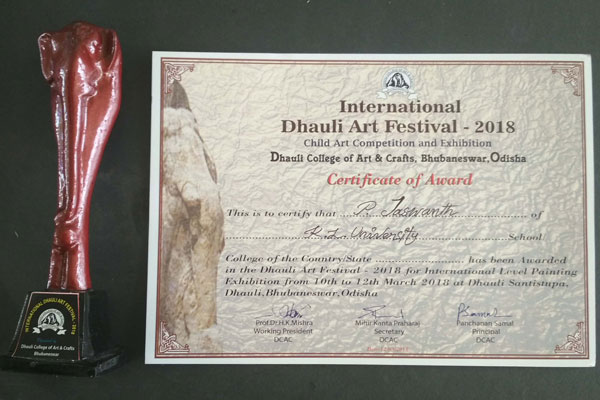 International
Dhauli Art Festival - 2018
Child Art Competition and Exhibition
Dhauli College of Art & Crafts, Bhubaneswar, Odisha
Certificate of Award
This is to certify that .... P. Jaswanth .... of
.... K.L. University .... School
College of the Country/State .... has been Awarded
in the Dhauli Art Festival - 2018 for International Level Painting
Exhibition from 10th to 12th March 2018 at Dhauli Santistupa,
Dhauli, Bhubaneswar, Odisha
Prof.Dr.H.K.Mishra
Working President
DCAC
Mihir Kanta Praharaj
Secretary
DCAC
Panchanan Samal
Principal
DCAC
INTERNATIONAL DHAULI ART FESTIVAL - 2018
Dhauli College of Art & Crafts
Bhubaneswar